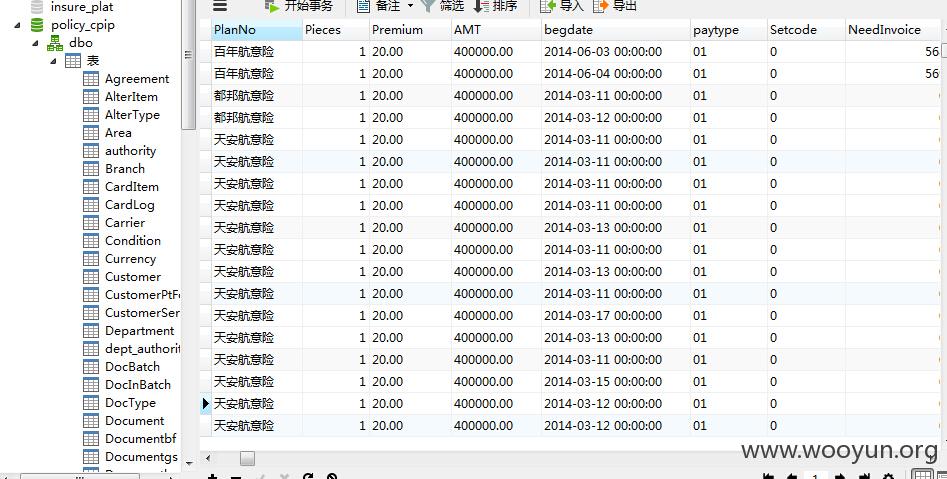 insure_plat
policy_cpip
dbo
表
Agreement
AlterItem
AlterType
Area
authority
Branch
CardItem
CardLog
Carrier
Condition
Currency
Customer
CustomerPtF
CustomerSer
Department
dept_authorit
DocBatch
DocInBatch
DocType
Document
Documentbf
Documentgs
开始事务 备注 筛选 排序 导入 导出
PlanNo Pieces Premium AMT begdate paytype Setcode NeedInvoice
百年航意险 1 20.00 400000.00 2014-06-03 00:00:00 01 0 56
百年航意险 1 20.00 400000.00 2014-06-04 00:00:00 01 0 56
都邦航意险 1 20.00 400000.00 2014-03-11 00:00:00 01 0
都邦航意险 1 20.00 400000.00 2014-03-12 00:00:00 01 0
天安航意险 1 20.00 400000.00 2014-03-11 00:00:00 01 0
天安航意险 1 20.00 400000.00 2014-03-11 00:00:00 01 0
天安航意险 1 20.00 400000.00 2014-03-11 00:00:00 01 0
天安航意险 1 20.00 400000.00 2014-03-13 00:00:00 01 0
天安航意险 1 20.00 400000.00 2014-03-11 00:00:00 01 0
天安航意险 1 20.00 400000.00 2014-03-13 00:00:00 01 0
天安航意险 1 20.00 400000.00 2014-03-11 00:00:00 01 0
天安航意险 1 20.00 400000.00 2014-03-17 00:00:00 01 0
天安航意险 1 20.00 400000.00 2014-03-13 00:00:00 01 0
天安航意险 1 20.00 400000.00 2014-03-11 00:00:00 01 0
天安航意险 1 20.00 400000.00 2014-03-15 00:00:00 01 0
天安航意险 1 20.00 400000.00 2014-03-12 00:00:00 01 0
天安航意险 1 20.00 400000.00 2014-03-12 00:00:00 01 0
www.wooyun.org
1